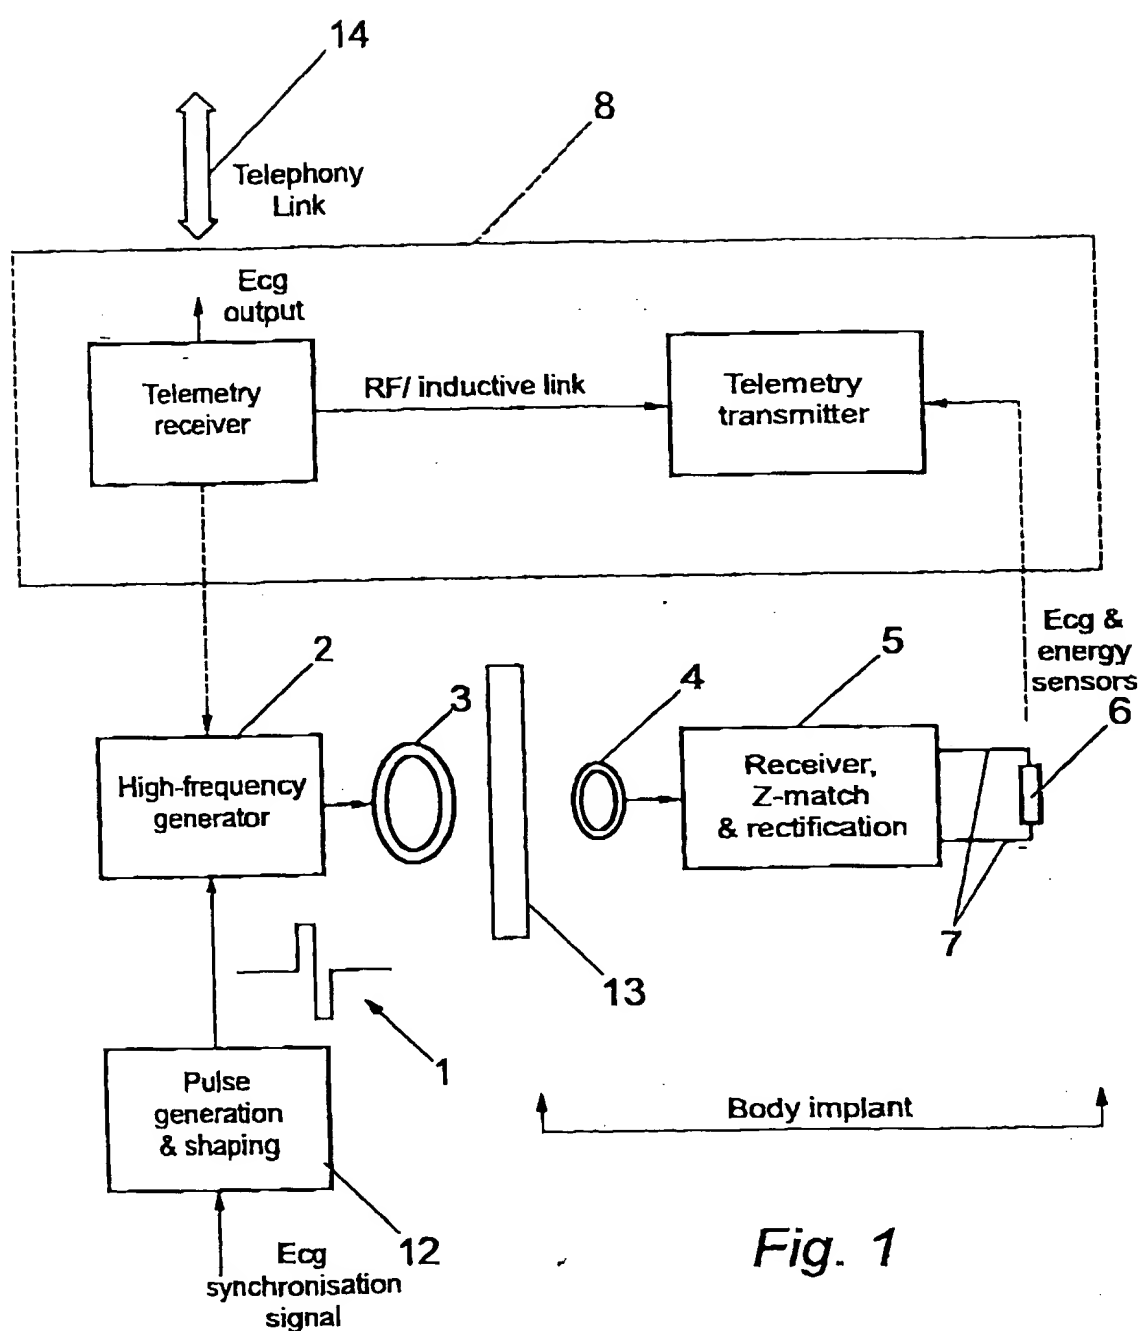 14
8
Telephony
Link
Ecg
output
Telemetry
receiver
RF/ inductive link
Telemetry
transmitter
Ecg &
energy
sensors
2
3
4
5
6
High-frequency
generator
Receiver,
Z-match
& rectification
7
13
1
Pulse
generation
& shaping
Body implant
12
Ecg
synchronisation
signal
Fig. 1